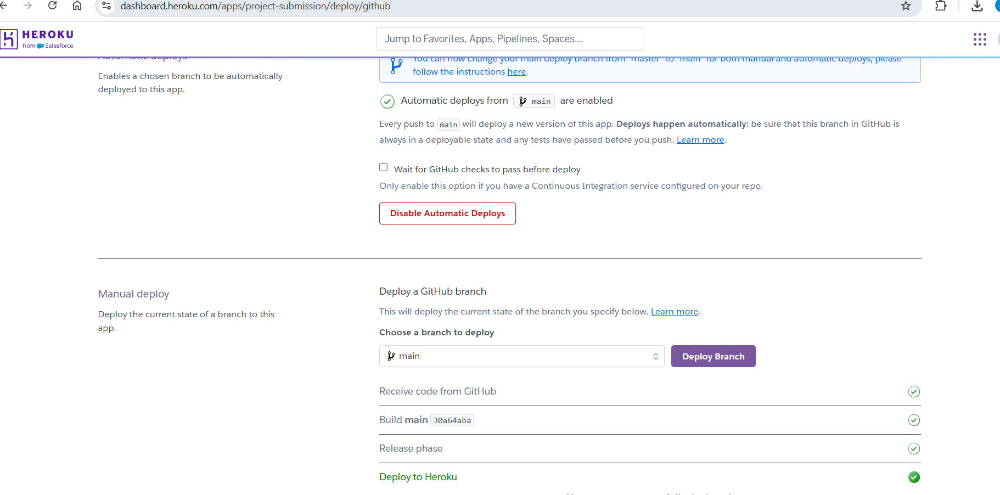 dashboard.heroku.com/apps/project-submission/deploy/github
HEROKU
from Salesforce
Jump to Favorites, Apps, Pipelines, Spaces...
Automatic deploys
Enables a chosen branch to be automatically
deployed to this app.
You can now change your main deploy branch from "master" to "main" for both manual and automatic deploys, please
follow the instructions here.
Automatic deploys from main are enabled
Every push to main will deploy a new version of this app. Deploys happen automatically: be sure that this branch in GitHub is
always in a deployable state and any tests have passed before you push. Learn more.
Wait for GitHub checks to pass before deploy
Only enable this option if you have a Continuous Integration service configured on your repo.
Disable Automatic Deploys
Manual deploy
Deploy the current state of a branch to this
app.
Deploy a GitHub branch
This will deploy the current state of the branch you specify below. Learn more.
Choose a branch to deploy
main
Deploy Branch
Receive code from GitHub
Build main 30a64aba
Release phase
Deploy to Heroku